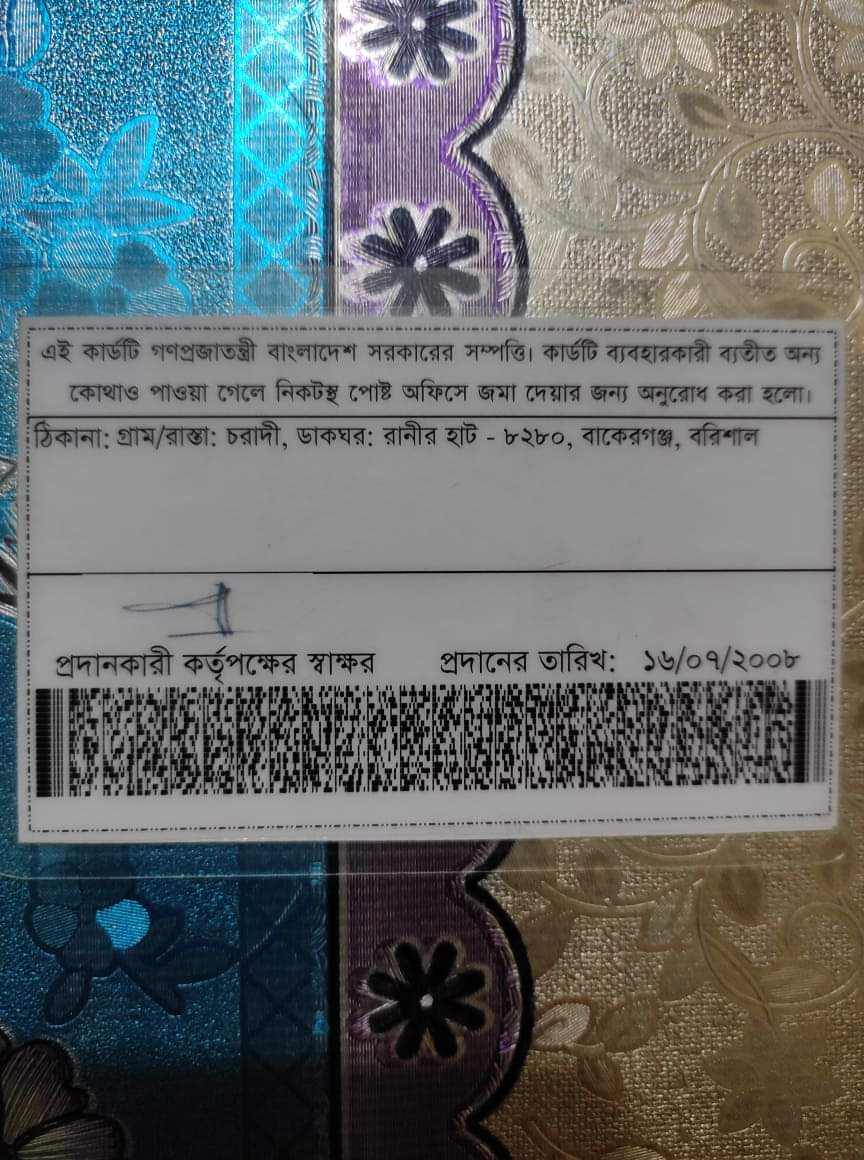 এই কার্ডটি গণপ্রজাতন্ত্রী বাংলাদেশ সরকারের সম্পত্তি। কার্ডটি ব্যবহারকারী ব্যতীত অন্য
কোথাও পাওয়া গেলে নিকটস্থ পোষ্ট অফিসে জমা দেয়ার জন্য অনুরোধ করা হলো।
ঠিকানা: গ্রাম/রাস্তা: চরাদী, ডাকঘর: রানীর হাট - ৮২৮০, বাকেরগঞ্জ, বরিশাল
প্রদানকারী কর্তৃপক্ষের স্বাক্ষর প্রদানের তারিখ: ১৬/০৭/২০০৮